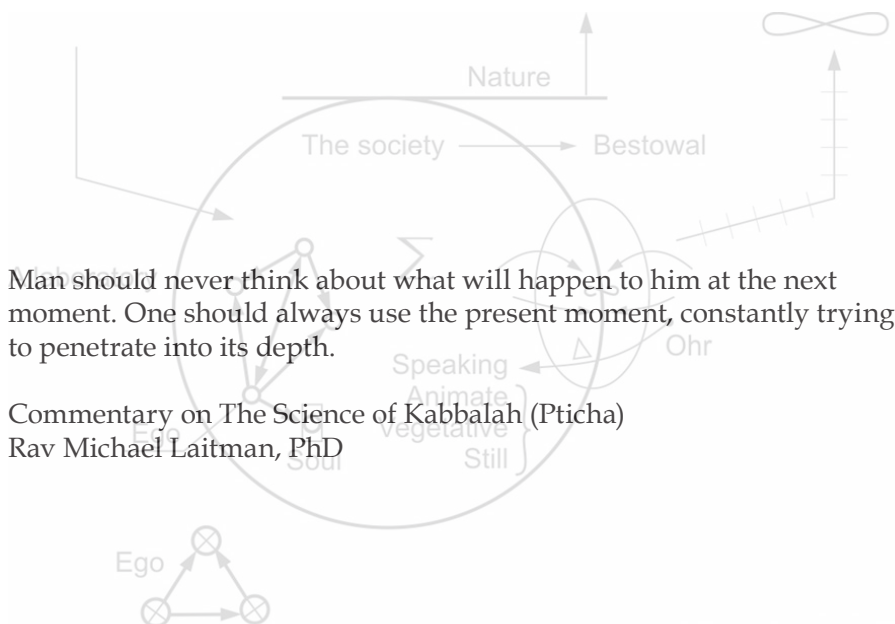 Nature
The society
Bestowal
Man should never think about what will happen to him at the next
moment. One should always use the present moment, constantly trying
to penetrate into its depth.
Ohr
Speaking
Animate
Commentary on The Science of Kabbalah (Pticha)
Vegetative
Ego
Rav Michael Laitman, PhD
Soul
Still
Ego